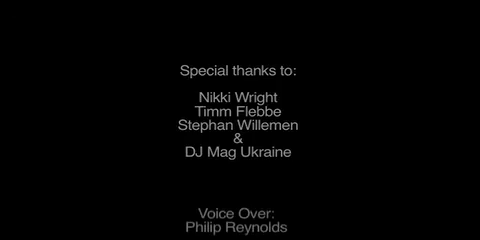 Special thanks to:
Nikki Wright
Timm Flebbe
Stephan Willemen
&
DJ Mag Ukraine
Voice Over:
Philip Reynolds